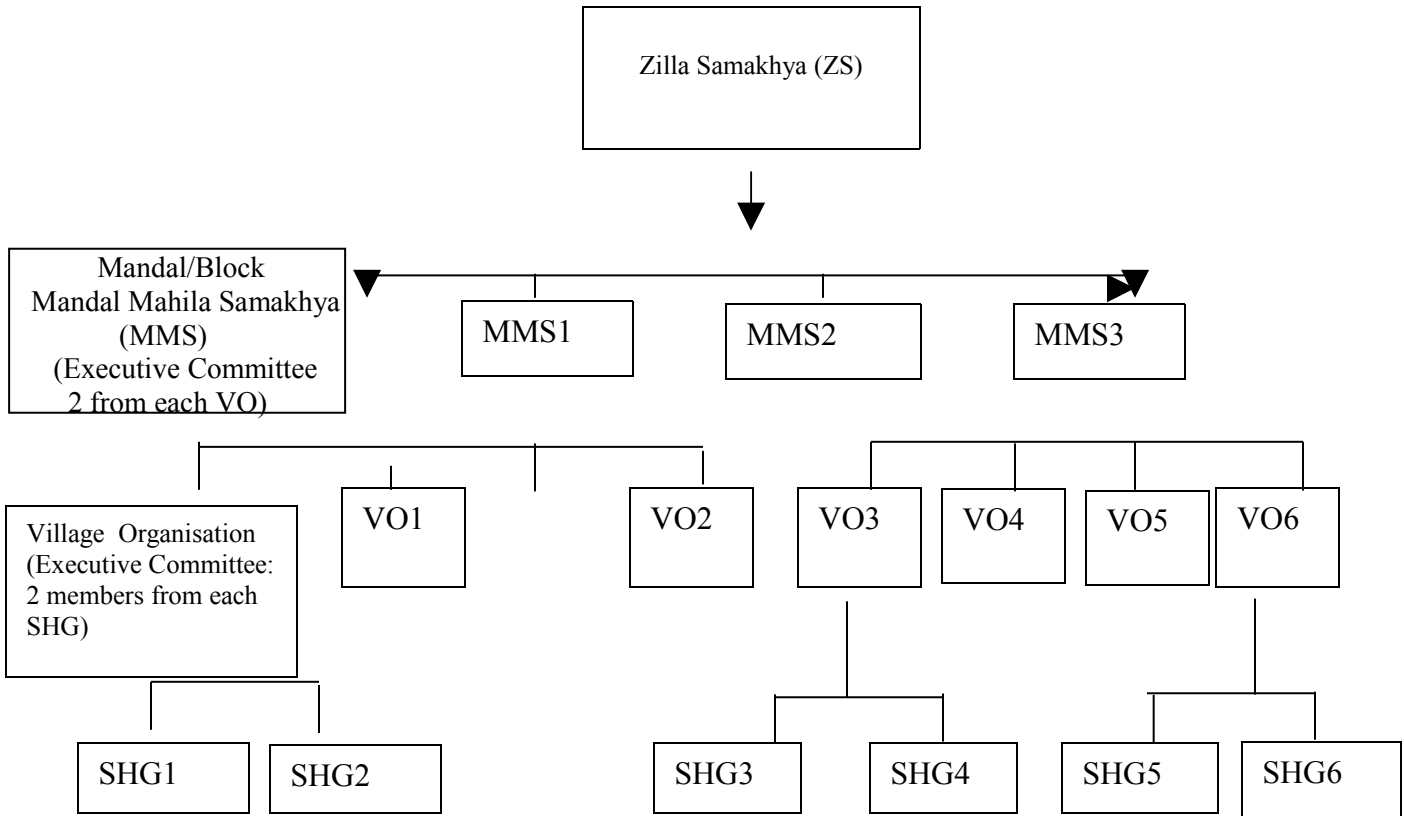 Zilla Samakhya (ZS)
Mandal/Block
Mandal Mahila Samakhya
(MMS)
(Executive Committee
2 from each VO)
MMS1
MMS2
MMS3
Village Organisation
(Executive Committee:
2 members from each
SHG)
VO1
VO2
VO3
VO4
VO5
VO6
SHG1
SHG2
SHG3
SHG4
SHG5
SHG6